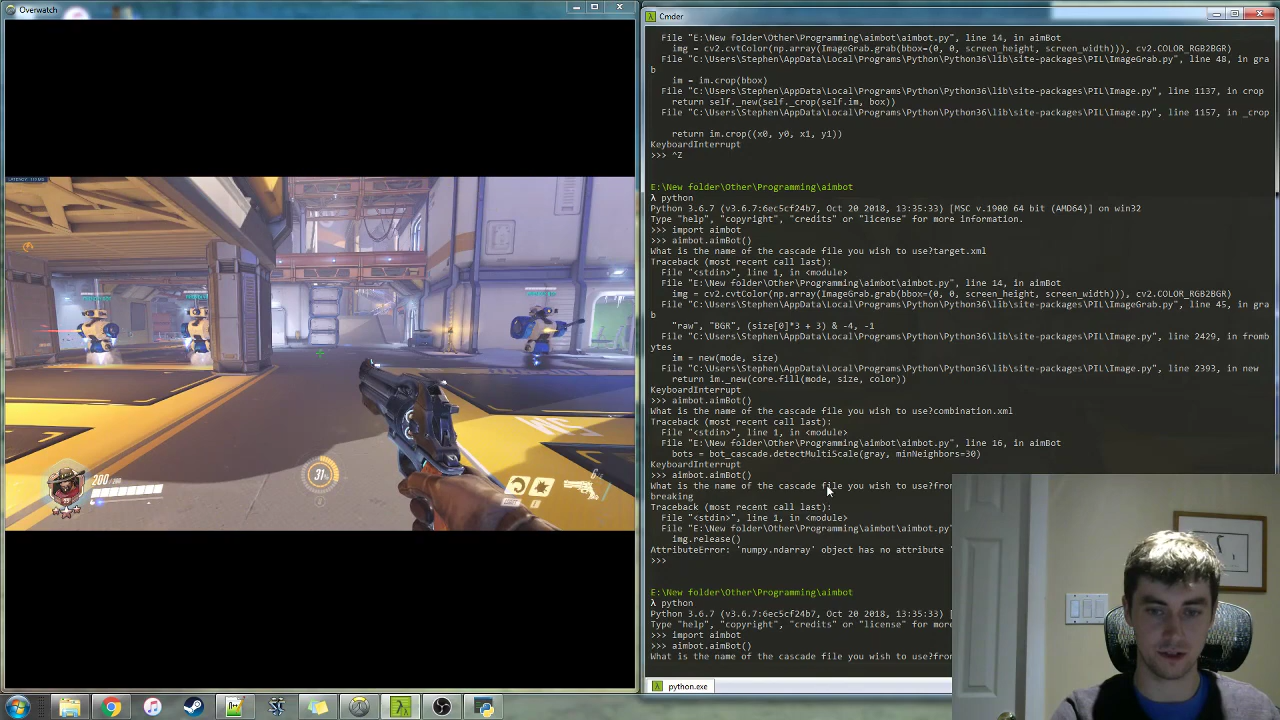 Overwatch
200
31
6
Cmder
File "E:\New folder\Other\Programming\aimbot\aimbot.py", line 14, in aimBot
img = cv2.cvtColor(np.array(ImageGrab.grab(bbox=(0, 0, screen_height, screen_width))), cv2.COLOR_RGB2BGR)
File "C:\Users\Stephen\AppData\Local\Programs\Python\Python36\lib\site-packages\PIL\ImageGrab.py", line 48, in gra
b
im = im.crop(bbox)
File "C:\Users\Stephen\AppData\Local\Programs\Python\Python36\lib\site-packages\PIL\Image.py", line 1137, in crop
return self._new(self._crop(self.im, box))
File "C:\Users\Stephen\AppData\Local\Programs\Python\Python36\lib\site-packages\PIL\Image.py", line 1157, in _crop
return im.crop((x0, y0, x1, y1))
KeyboardInterrupt
>>> ^Z
E:\New folder\Other\Programming\aimbot
λ python
Python 3.6.7 (v3.6.7:6ec5cf24b7, Oct 20 2018, 13:35:33) [MSC v.1900 64 bit (AMD64)] on win32
Type "help", "copyright", "credits" or "license" for more information.
>>> import aimbot
>>> aimbot.aimBot()
What is the name of the cascade file you wish to use?target.xml
Traceback (most recent call last):
File "<stdin>", line 1, in <module>
File "E:\New folder\Other\Programming\aimbot\aimbot.py", line 14, in aimBot
img = cv2.cvtColor(np.array(ImageGrab.grab(bbox=(0, 0, screen_height, screen_width))), cv2.COLOR_RGB2BGR)
File "C:\Users\Stephen\AppData\Local\Programs\Python\Python36\lib\site-packages\PIL\ImageGrab.py", line 45, in gra
b
"raw", "BGR", (size[0]*3 + 3) & -4, -1
File "C:\Users\Stephen\AppData\Local\Programs\Python\Python36\lib\site-packages\PIL\Image.py", line 2429, in fromb
ytes
im = new(mode, size)
File "C:\Users\Stephen\AppData\Local\Programs\Python\Python36\lib\site-packages\PIL\Image.py", line 2393, in new
return im._new(core.fill(mode, size, color))
KeyboardInterrupt
>>> aimbot.aimBot()
What is the name of the cascade file you wish to use?combination.xml
Traceback (most recent call last):
File "<stdin>", line 1, in <module>
File "E:\New folder\Other\Programming\aimbot\aimbot.py", line 16, in aimBot
bots = bot_cascade.detectMultiScale(gray, minNeighbors=30)
KeyboardInterrupt
>>> aimbot.aimBot()
What is the name of the cascade file you wish to use?fron
breaking
Traceback (most recent call last):
File "<stdin>", line 1, in <module>
File "E:\New folder\Other\Programming\aimbot\aimbot.py"
img.release()
AttributeError: 'numpy.ndarray' object has no attribute '
>>>
E:\New folder\Other\Programming\aimbot
λ python
Python 3.6.7 (v3.6.7:6ec5cf24b7, Oct 20 2018, 13:35:33) [
Type "help", "copyright", "credits" or "license" for more
>>> import aimbot
>>> aimbot.aimBot()
What is the name of the cascade file you wish to use?fron
python.exe